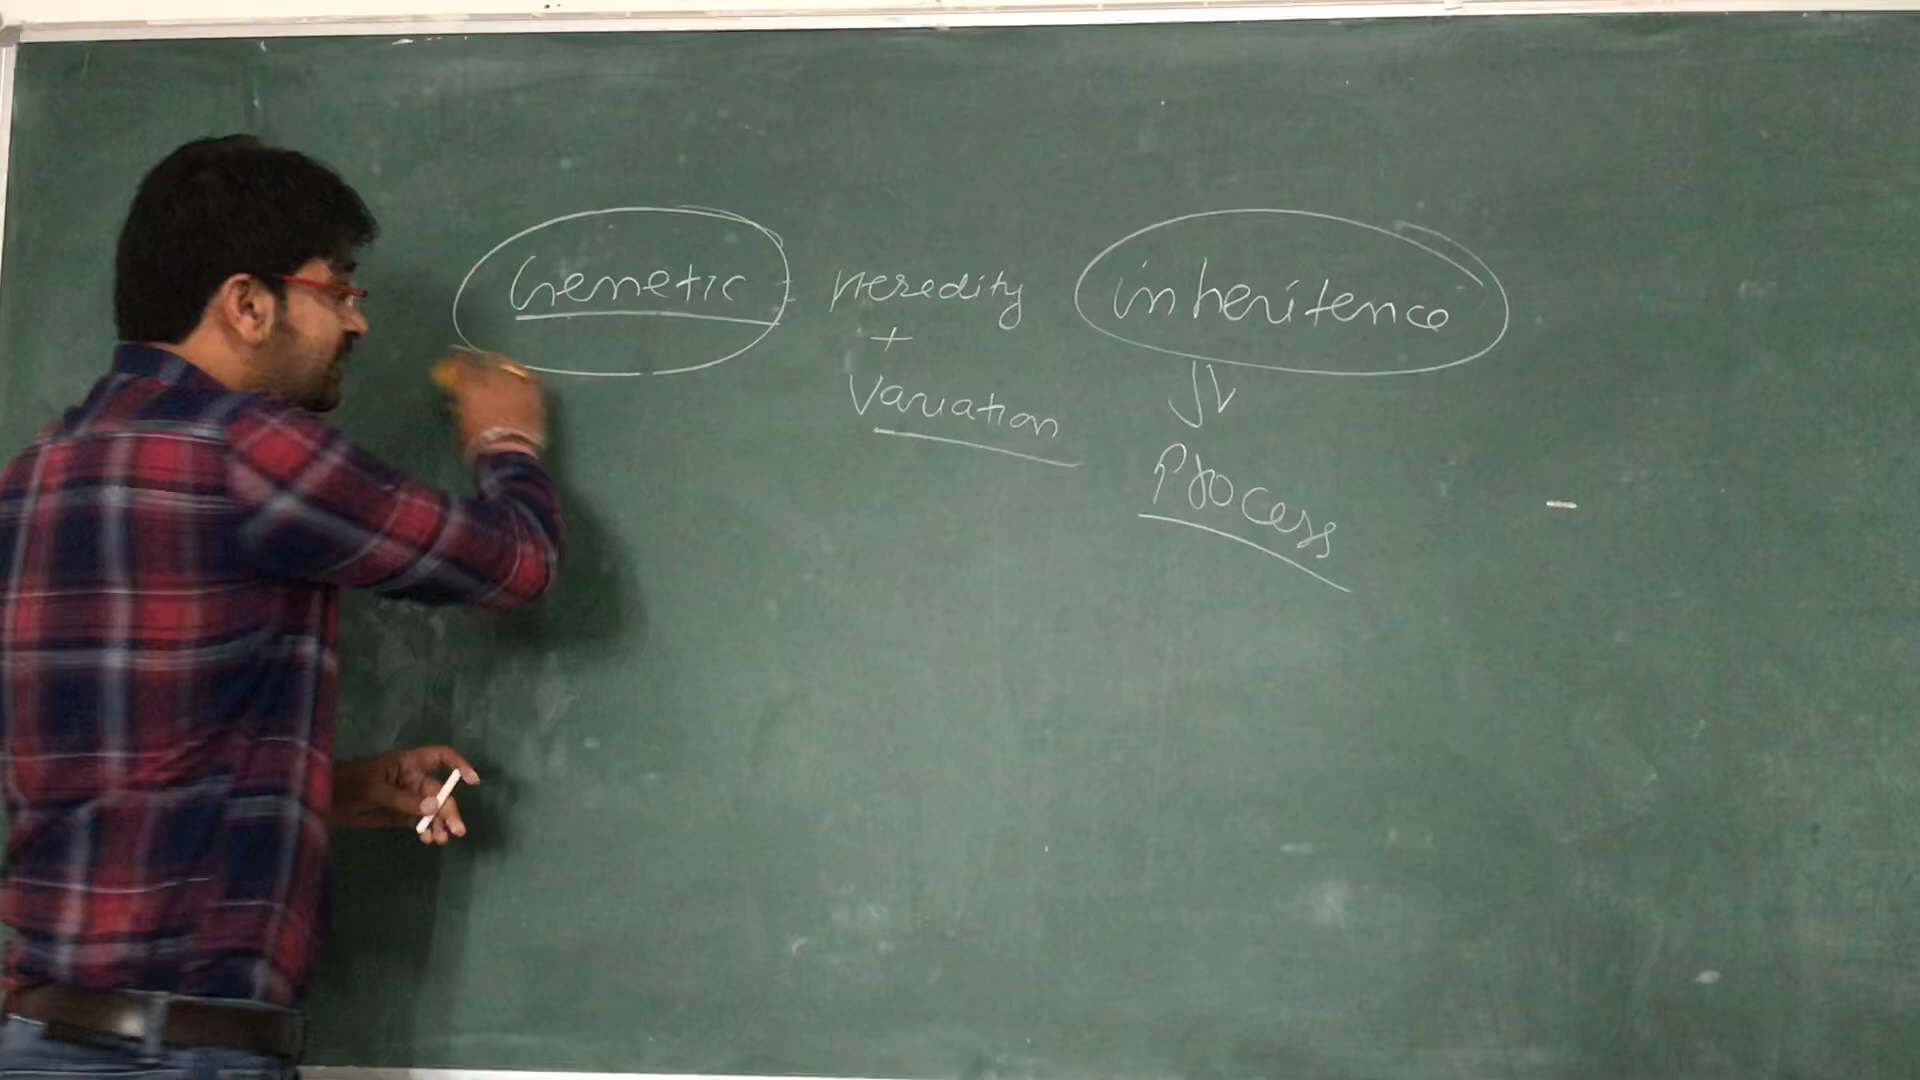 Genetic Heredity inheritence
+
Variation
Process